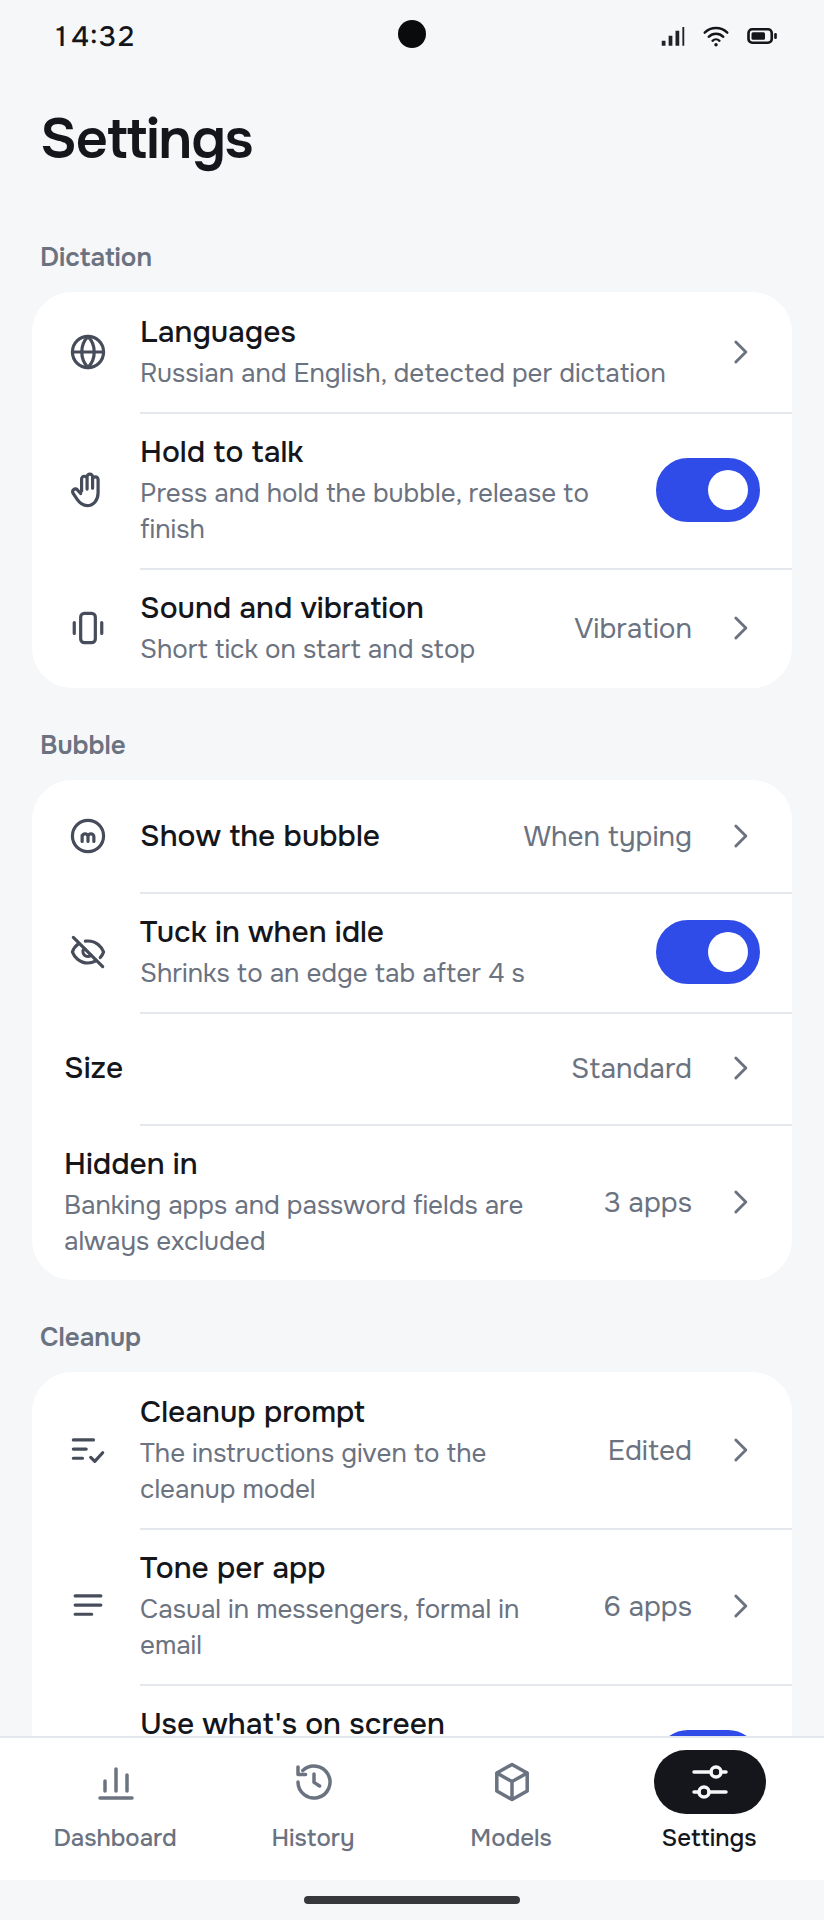 14:32
Settings
Dictation
Languages
Russian and English, detected per dictation
Hold to talk
Press and hold the bubble, release to
finish
Sound and vibration
Short tick on start and stop
Vibration
Bubble
Show the bubble
When typing
Tuck in when idle
Shrinks to an edge tab after 4 s
Size
Standard
Hidden in
Banking apps and password fields are
always excluded
3 apps
Cleanup
Cleanup prompt
The instructions given to the
cleanup model
Edited
Tone per app
Casual in messengers, formal in
email
6 apps
Use what's on screen
Dashboard
History
Models
Settings